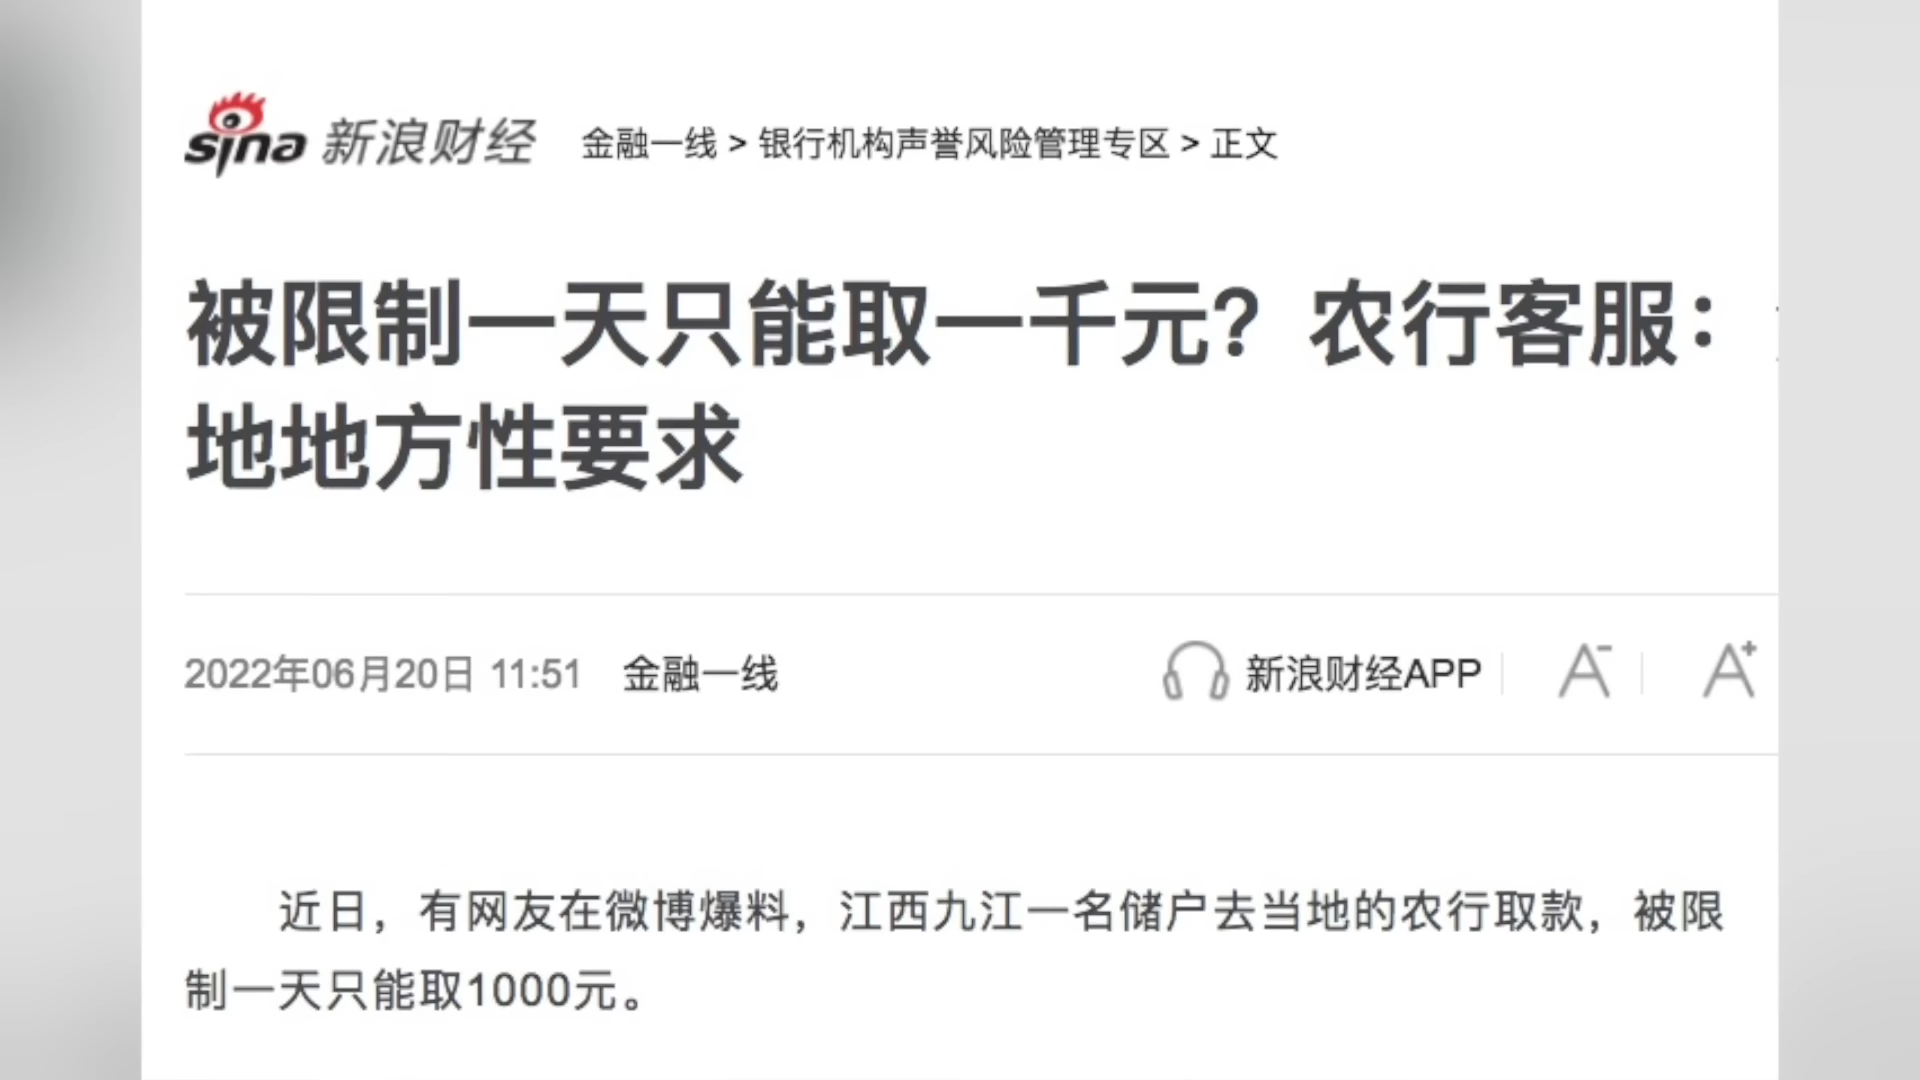 sina 新浪财经 金融一线 > 银行机构声誉风险管理专区 > 正文
被限制一天只能取一千元？农行客服：
地地方性要求
2022年06月20日 11:51 金融一线 新浪财经APP A- A+
近日，有网友在微博爆料，江西九江一名储户去当地的农行取款，被限
制一天只能取1000元。